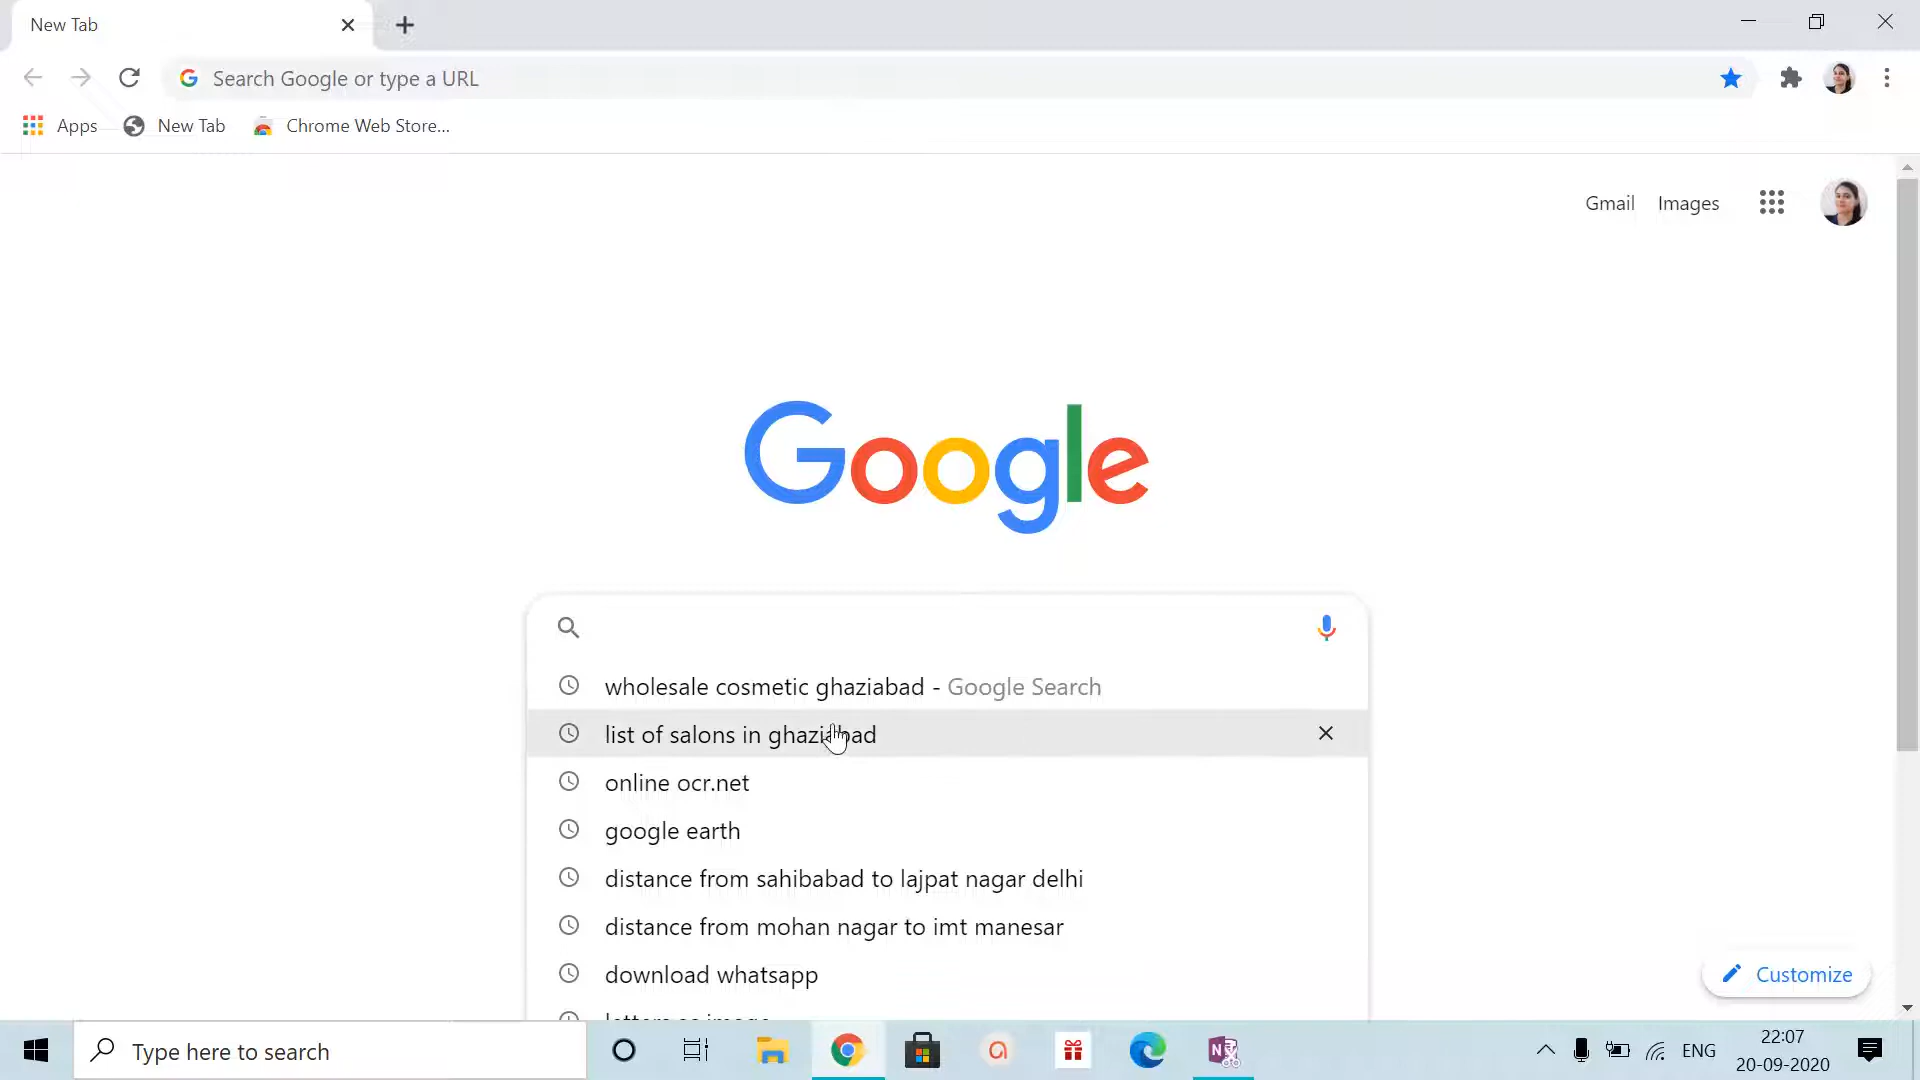 New Tab
Search Google or type a URL
Apps New Tab Chrome Web Store...
Gmail Images
Google
wholesale cosmetic ghaziabad - Google Search
list of salons in ghaziabad
online ocr.net
google earth
distance from sahibabad to lajpat nagar delhi
distance from mohan nagar to imt manesar
download whatsapp
Customize
Type here to search
ENG
22:07
20-09-2020